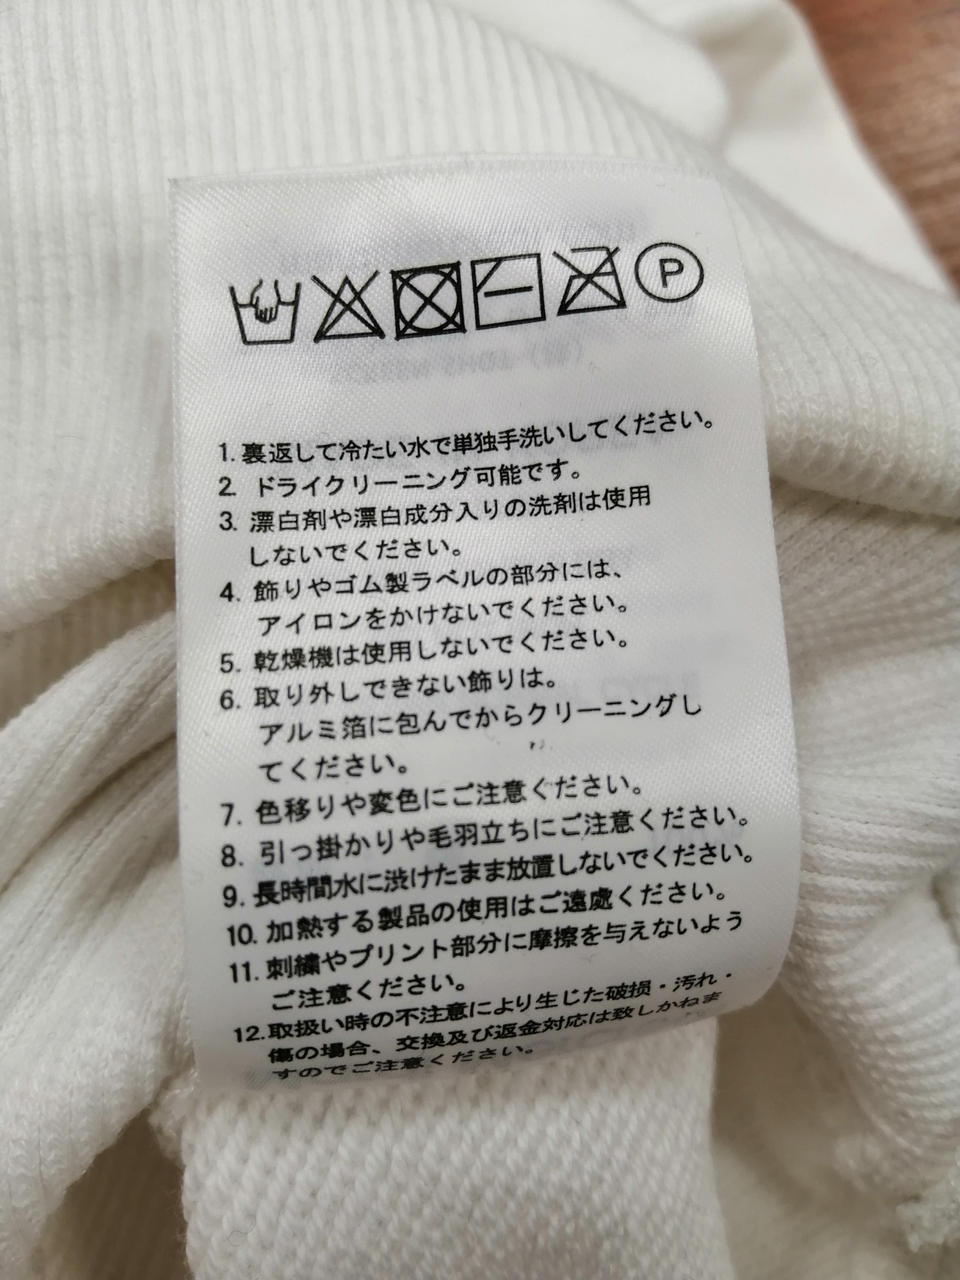 P
1. 裏返して冷たい水で単独手洗いしてください。
2. ドライクリーニング可能です。
3. 漂白剤や漂白成分入りの洗剤は使用
しないでください。
4. 飾りやゴム製ラベルの部分には、
アイロンをかけないでください。
5. 乾燥機は使用しないでください。
6. 取り外しできない飾りは。
アルミ箔に包んでからクリーニングし
てください。
7. 色移りや変色にご注意ください。
8. 引っ掛かりや毛羽立ちにご注意ください。
9. 長時間水に渋けたまま放置しないでください。
10. 加熱する製品の使用はご遠處ください。
11. 刺繍やプリント部分に摩擦を与えないよう
ご注意ください。
12. 取扱い時の不注意により生じた破損・汚れ・
傷の場合、交換及び返金対応は致しかねま
すのでご注意ください。